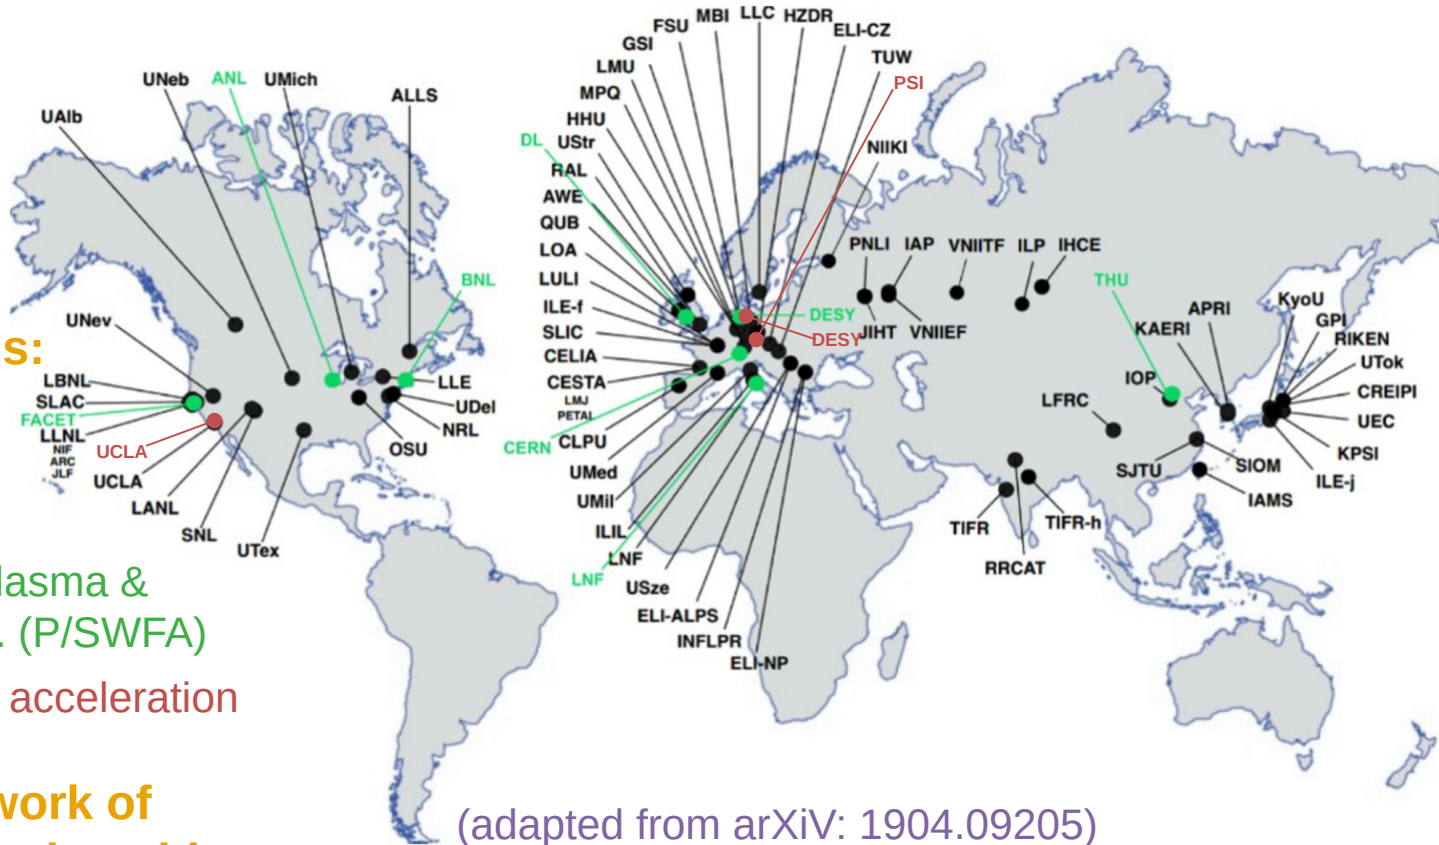 LLC
MBI
HZDR
FSU
ELI-CZ
GSI
TUW
LMU
PSI
UNeb
ANL
UMich
MPQ
ALLS
UAlb
HHU
DL
UStr
NIIKI
RAL
AWE
QUB
LOA
PNLI
IAP
VNIITF
ILP
IHCE
LULI
BNL
THU
ILE-f
UNev
DESY
APRI
KyoU
GPI
KAERI
SLIC
JIHT
VNIIEF
DESY
RIKEN
s:
CELIA
UTok
LBNL
LLE
CESTA
IOP
CREIPI
SLAC
LMJ
LFRC
FACET
UDel
PETAL
UEC
LLNL
NRL
CERN
CLPU
NIF
UCLA
OSU
KPSI
ARC
JLF
UMed
SJTU
SIOM
UCLA
ILE-j
LANL
UMil
IAMS
SNL
ILIL
TIFR
TIFR-h
UTex
LNF
RRCAT
LNF
USze
lasma &
ELI-ALPS
. (P/SWFA)
INFLPR
ELI-NP
acceleration
work of
(adapted from arXiV: 1904.09205)